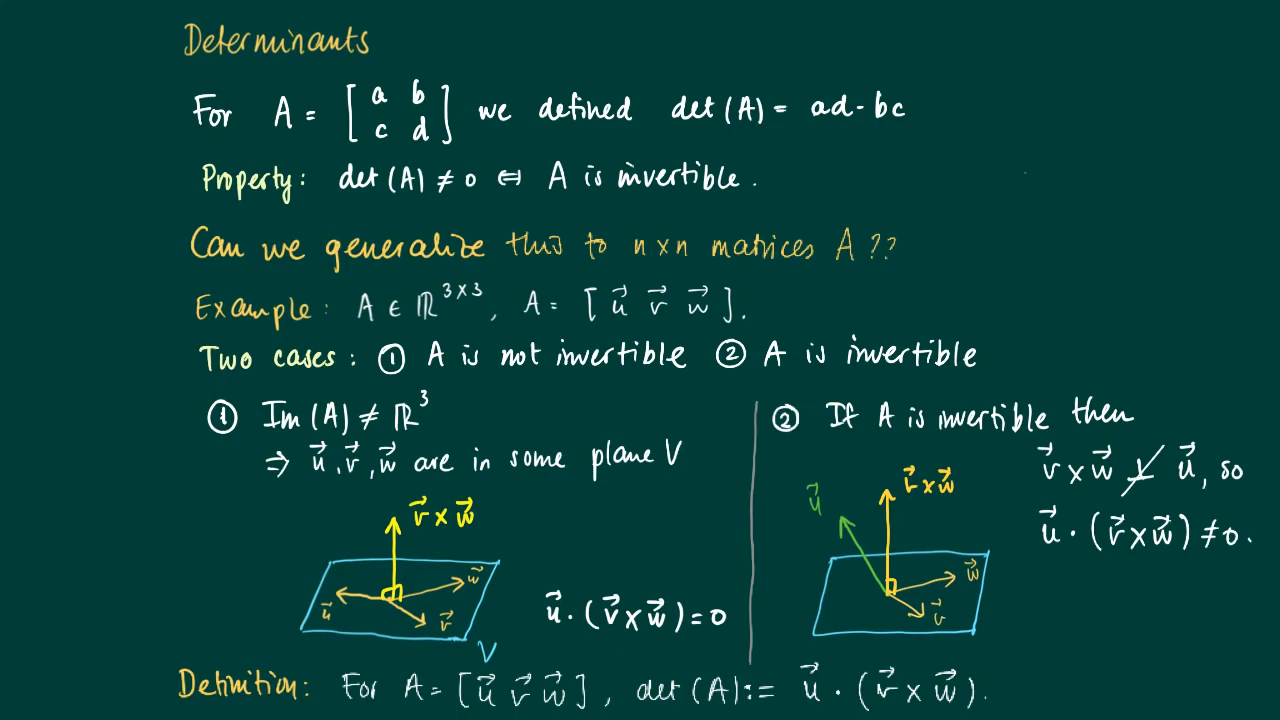 Determinants
For A = [a b; c d] we defined det(A) = ad - bc
Property: det(A) ≠ 0 ⇔ A is invertible.
Can we generalize this to n×n matrices A??
Example: A ∈ ℝ^{3×3}, A = [u⃗ v⃗ w⃗].
Two cases: ① A is not invertible ② A is invertible
① Im(A) ≠ ℝ³
⇒ u⃗, v⃗, w⃗ are in some plane V
v⃗ × w⃗
u⃗
w⃗
v⃗
V
u⃗ · (v⃗ × w⃗) = 0
② If A is invertible then
v⃗ × w⃗ ⊥̸ u⃗, so
u⃗ · (v⃗ × w⃗) ≠ 0.
u⃗
v⃗ × w⃗
w⃗
v⃗
Definition: For A = [u⃗ v⃗ w⃗], det(A) := u⃗ · (v⃗ × w⃗).